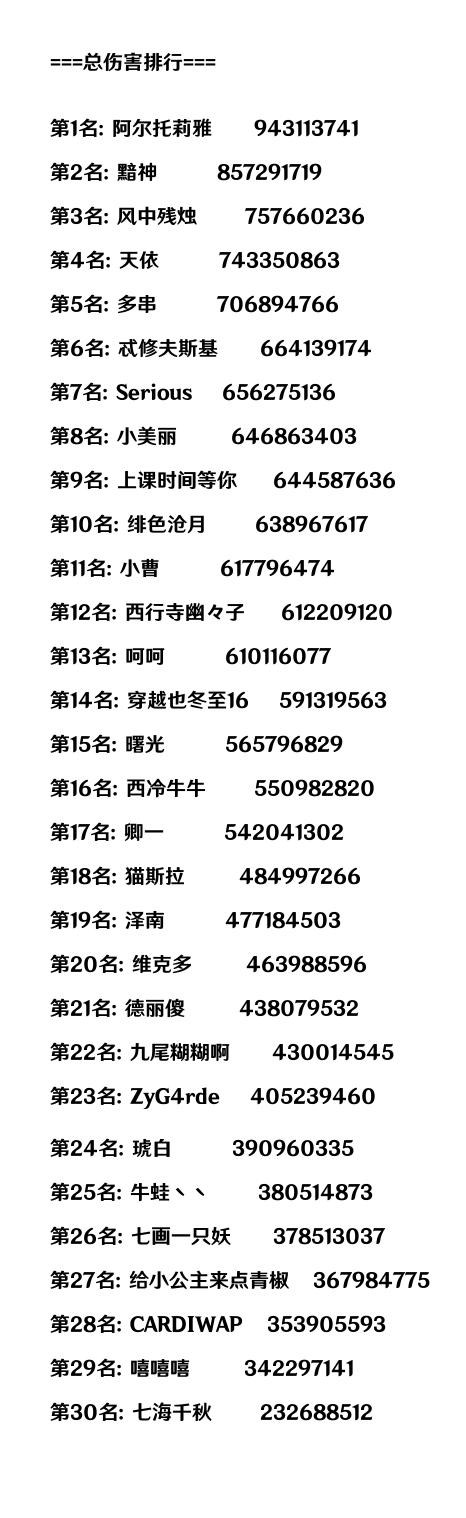 ===总伤害排行===
第1名: 阿尔托莉雅 943113741
第2名: 黯神 857291719
第3名: 风中残烛 757660236
第4名: 天依 743350863
第5名: 多串 706894766
第6名: 忒修夫斯基 664139174
第7名: Serious 656275136
第8名: 小美丽 646863403
第9名: 上课时间等你 644587636
第10名: 绯色沧月 638967617
第11名: 小曹 617796474
第12名: 西行寺幽々子 612209120
第13名: 呵呵 610116077
第14名: 穿越也冬至16 591319563
第15名: 曙光 565796829
第16名: 西冷牛牛 550982820
第17名: 卿一 542041302
第18名: 猫斯拉 484997266
第19名: 泽南 477184503
第20名: 维克多 463988596
第21名: 德丽傻 438079532
第22名: 九尾糊糊啊 430014545
第23名: ZyG4rde 405239460
第24名: 琥白 390960335
第25名: 牛蛙丶丶 380514873
第26名: 七画一只妖 378513037
第27名: 给小公主来点青椒 367984775
第28名: CARDIWAP 353905593
第29名: 嘻嘻嘻 342297141
第30名: 七海千秋 232688512